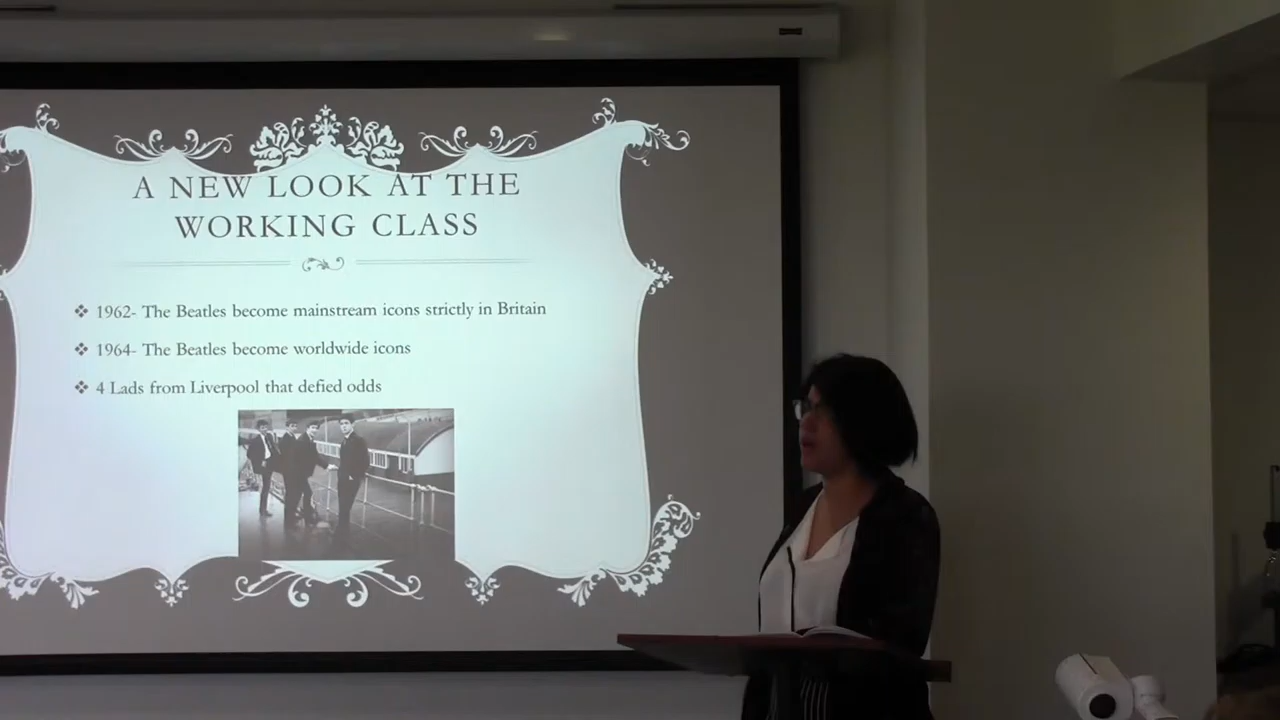 A NEW LOOK AT THE
WORKING CLASS
❖ 1962- The Beatles become mainstream icons strictly in Britain
❖ 1964- The Beatles become worldwide icons
❖ 4 Lads from Liverpool that defied odds